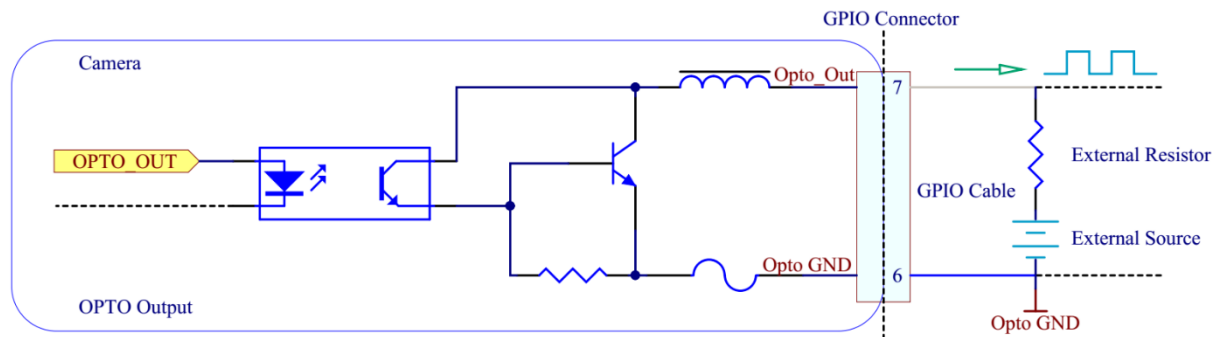 GPIO Connector
Camera
Opto_Out
7
OPTO_OUT
External Resistor
GPIO Cable
External Source
Opto GND
6
OPTO Output
Opto GND